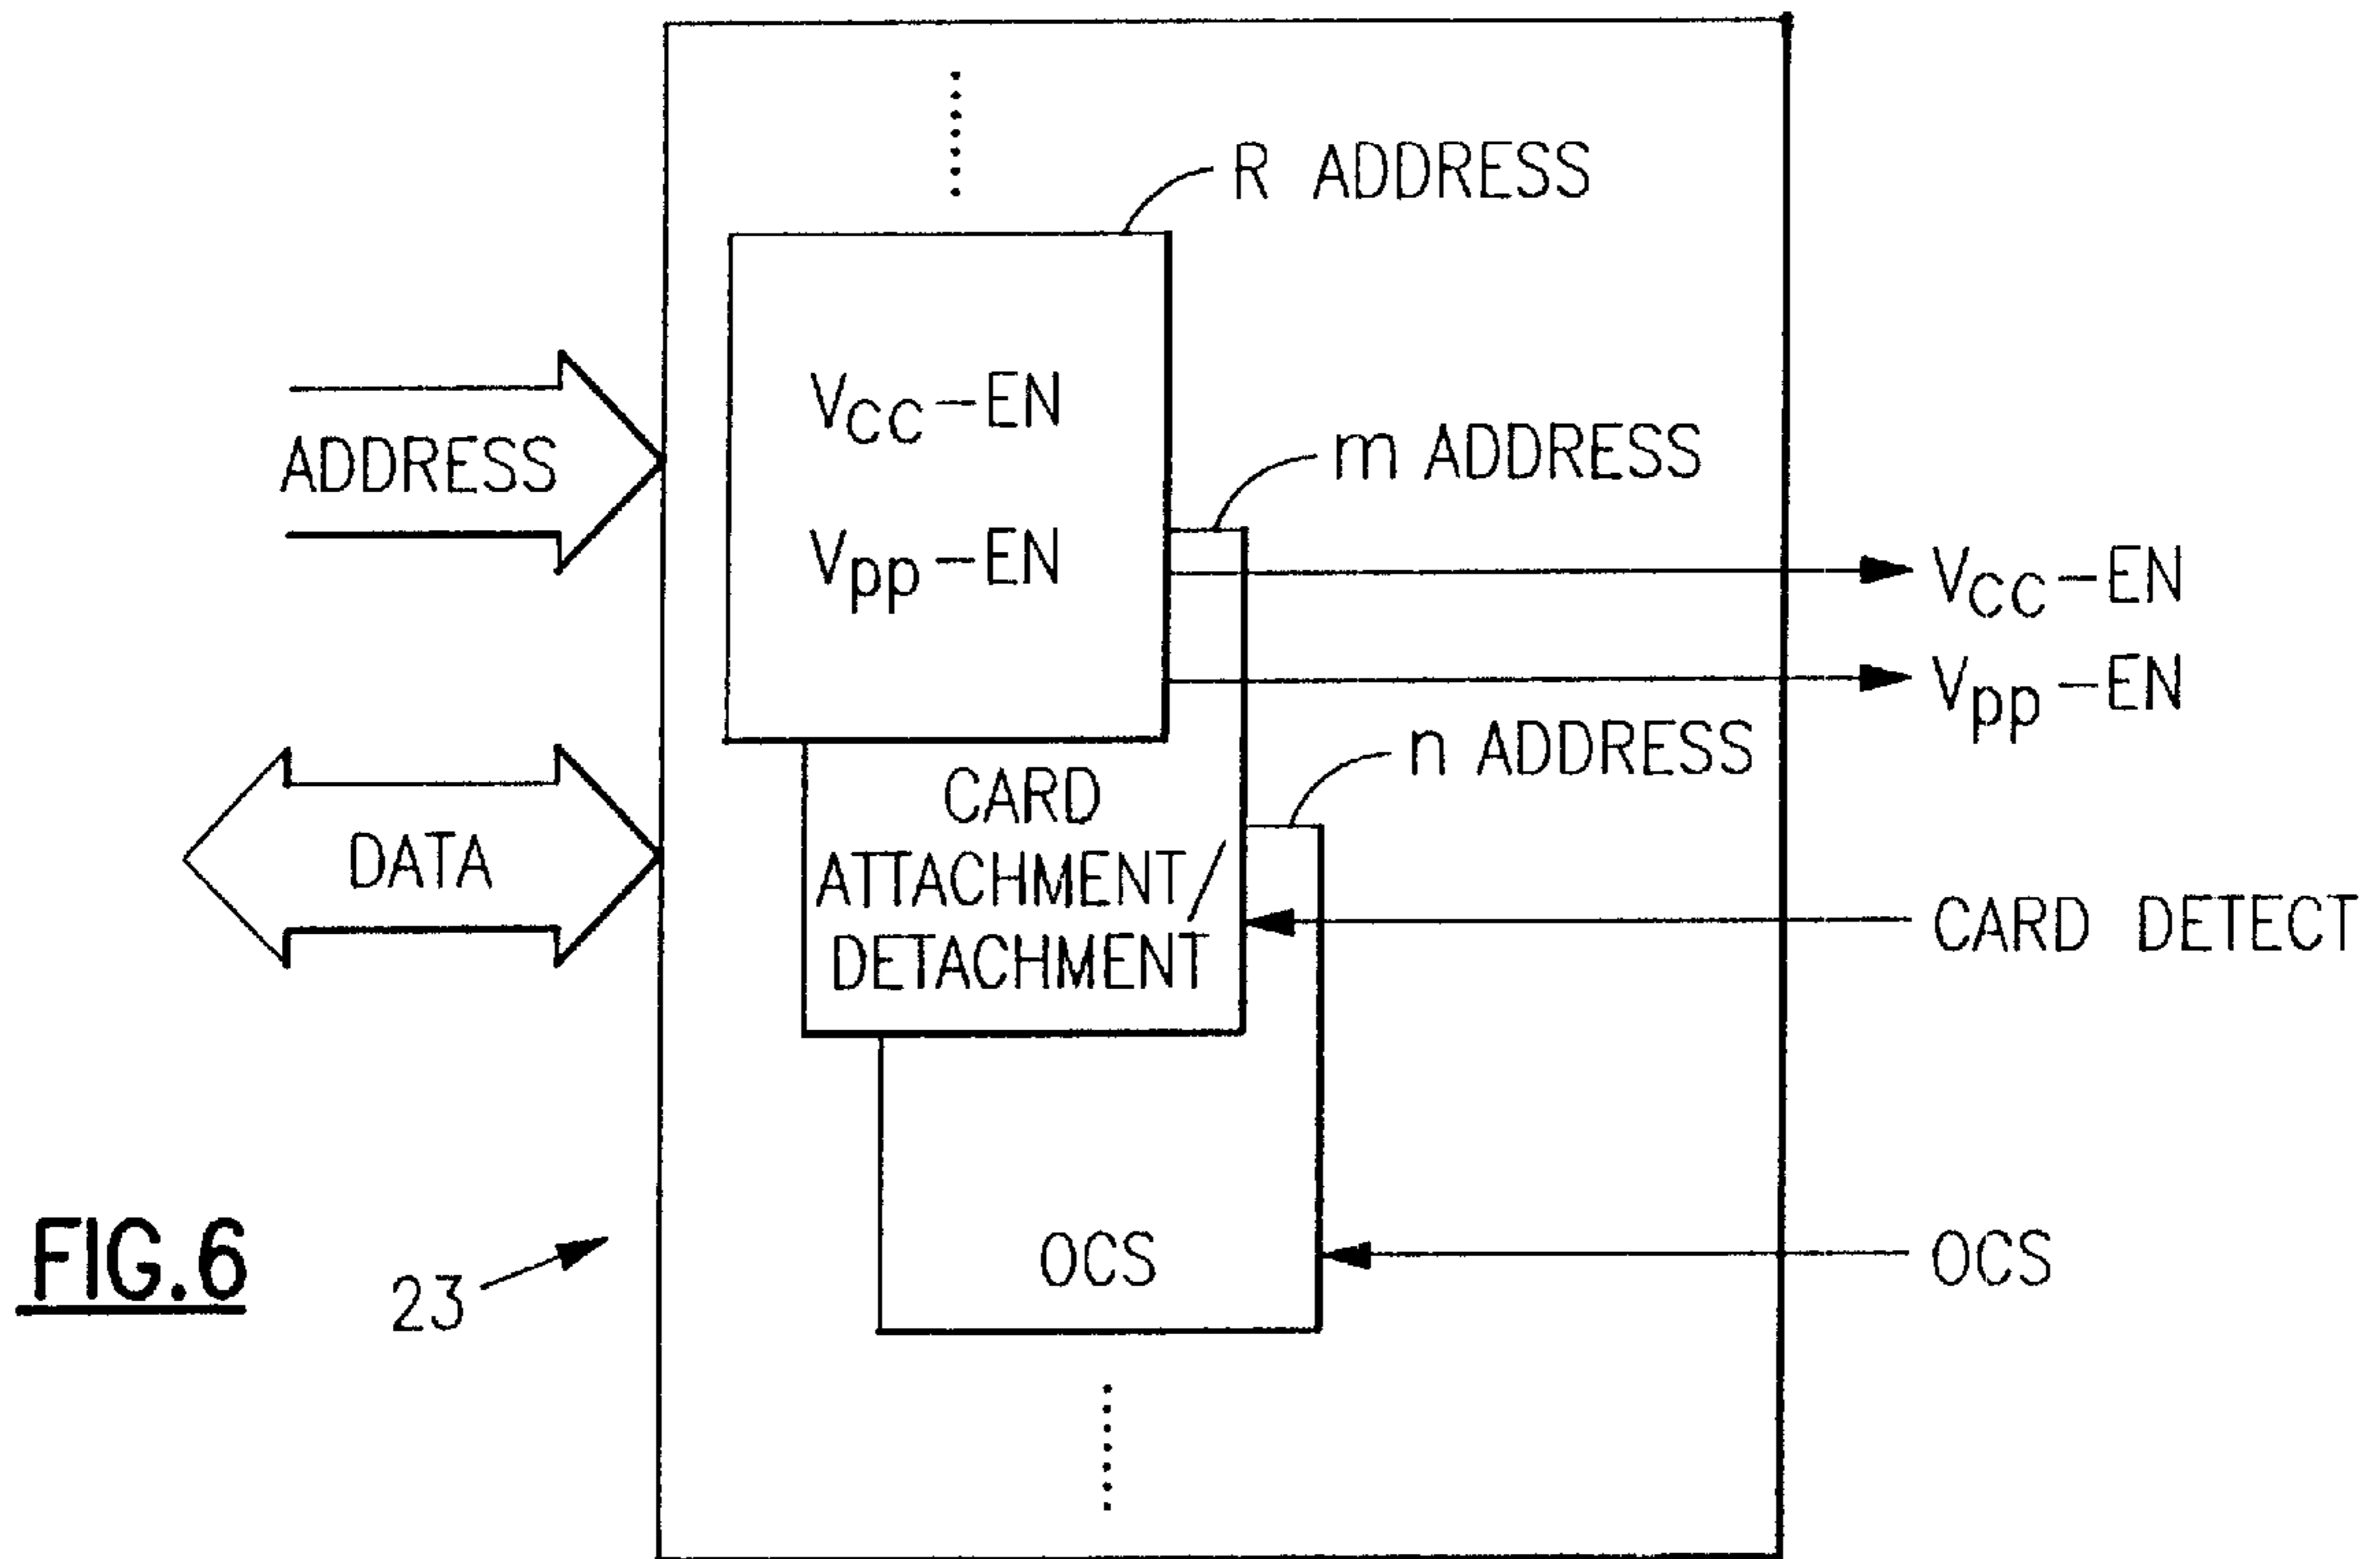 R ADDRESS
VCC-EN
ADDRESS
m ADDRESS
Vpp-EN
VCC-EN
Vpp-EN
n ADDRESS
CARD
ATTACHMENT/
DETACHMENT
DATA
CARD DETECT
OCS
OCS
FIG.6
23